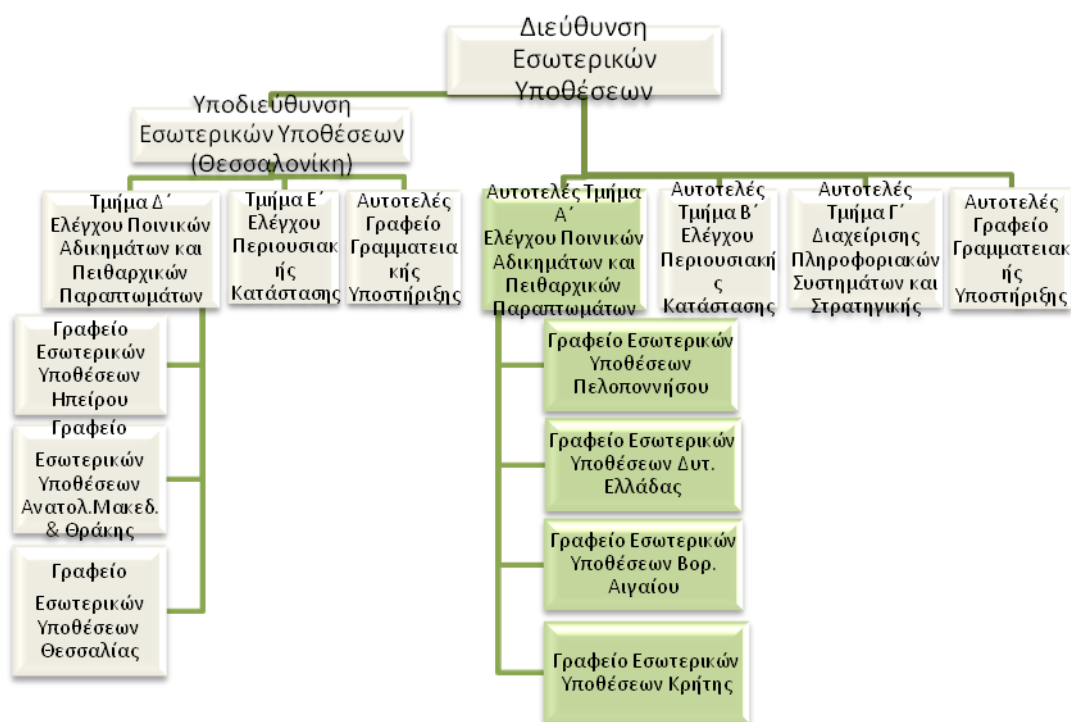 Διεύθυνση
Εσωτερικών
Υποθέσεων
Υποδιεύθυνση
Εσωτερικών Υποθέσεων
(Θεσσαλονίκη)
Τμήμα Δ΄
Ελέγχου Ποινικών
Αδικημάτων και
Πειθαρχικών
Παραπτωμάτων
Τμήμα Ε΄
Ελέγχου
Περιουσιακ
ής
Κατάστασης
Αυτοτελές
Γραφείο
Γραμματεια
κής
Υποστήριξης
Αυτοτελές Τμήμα
Α΄
Ελέγχου Ποινικών
Αδικημάτων και
Πειθαρχικών
Παραπτωμάτων
Αυτοτελές
Τμήμα Β΄
Ελέγχου
Περιουσιακή
ς
Κατάστασης
Αυτοτελές
Τμήμα Γ΄
Διαχείρισης
Πληροφοριακών
Συστημάτων και
Στρατηγικής
Αυτοτελές
Γραφείο
Γραμματειακ
ής
Υποστήριξης
Γραφείο
Εσωτερικών
Υποθέσεων
Ηπείρου
Γραφείο
Εσωτερικών
Υποθέσεων
Ανατολ.Μακεδ.
& Θράκης
Γραφείο
Εσωτερικών
Υποθέσεων
Θεσσαλίας
Γραφείο Εσωτερικών
Υποθέσεων
Πελοποννήσου
Γραφείο Εσωτερικών
Υποθέσεων Δυτ.
Ελλάδας
Γραφείο Εσωτερικών
Υποθέσεων Βορ.
Αιγαίου
Γραφείο Εσωτερικών
Υποθέσεων Κρήτης